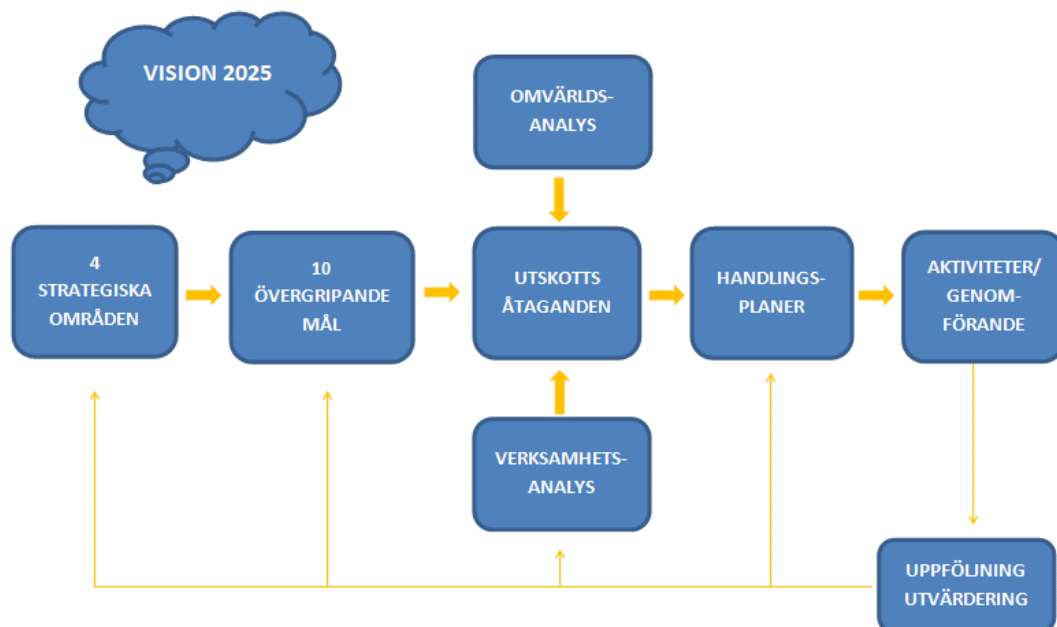 VISION 2025
OMVÄRLDS-
ANALYS
4
STRATEGISKA
OMRÅDEN
10
ÖVERGRIPANDE
MÅL
UTSKOTTS
ÅTAGANDEN
HANDLINGS-
PLANER
AKTIVITETER/
GENOM-
FÖRANDE
VERKSAMHETS-
ANALYS
UPPFÖLJNING
UTVÄRDERING